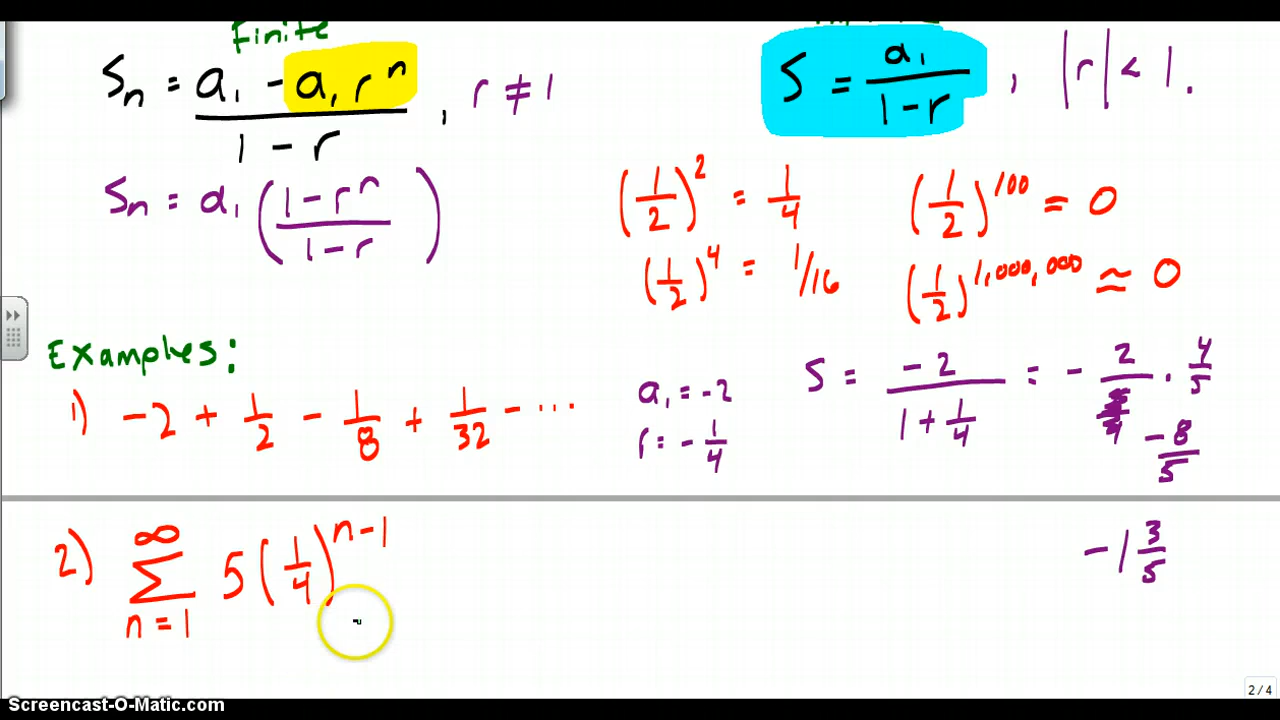 Finite
Sₙ = a₁ - a₁rⁿ / 1 - r , r ≠ 1
S = a₁ / 1 - r , |r| < 1.
Sₙ = a₁ (1 - rⁿ / 1 - r)
(1/2)² = 1/4
(1/2)¹⁰⁰ = 0
(1/2)⁴ = 1/16
(1/2)^1,000,000 ≈ 0
Examples:
1) -2 + 1/2 - 1/8 + 1/32 - ...
a₁ = -2
r = - 1/4
S = -2 / 1 + 1/4 = - 2/ · 4/5
-8/5
-1 3/5
2) ∞ Σ n = 1 5(1/4)ⁿ⁻¹
2/4
Screencast-O-Matic.com